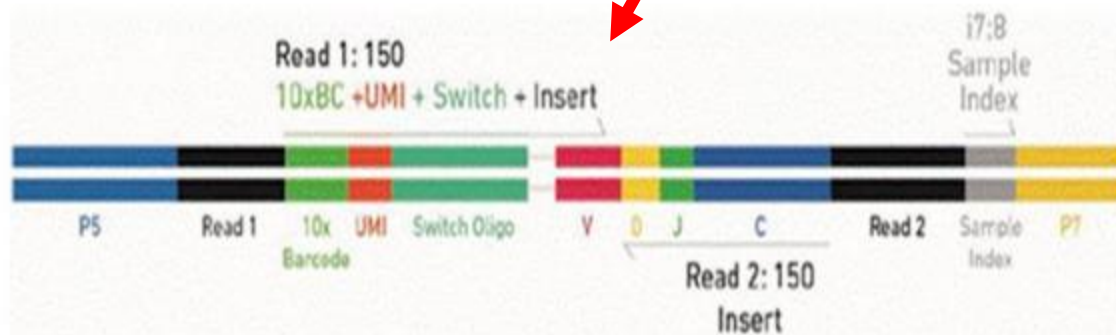 Read 1: 150
10xBC +UMI + Switch + Insert
i7:8
Sample
Index
P5 Read 1 10x UMI Switch Oligo V D J C Read 2 Sample P7
Barcode Index
Read 2: 150
Insert